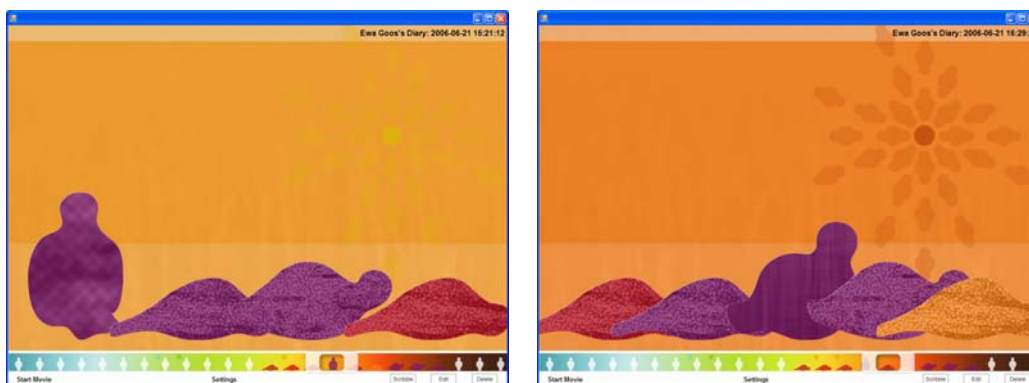 Ewa Goos's Diary: 2006-06-21 15:21:12
Start Movie Settings Scribble Edit Delete
Ewa Goos's Diary: 2006-06-21 16:29:
Start Movie Settings Scribble Edit Delete